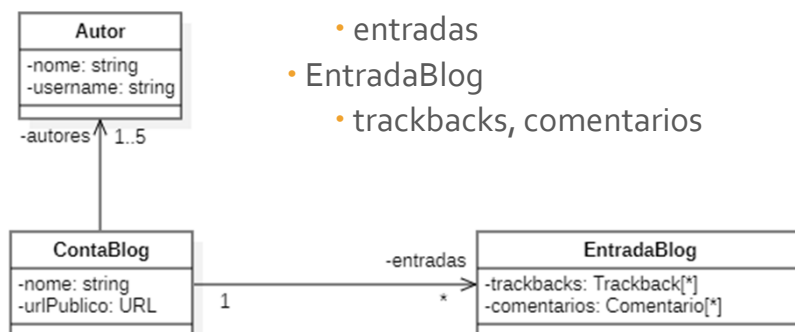 Autor
-nome: string
-username: string
• entradas
• EntradaBlog
• trackbacks, comentarios
-autores 1..5
ContaBlog
-nome: string
-urlPublico: URL
1
-entradas
*
EntradaBlog
-trackbacks: Trackback[*]
-comentarios: Comentario[*]